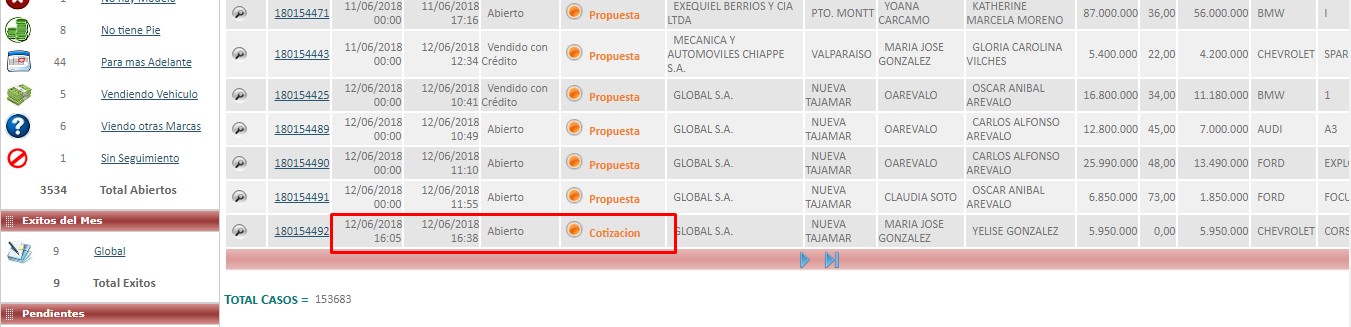 No hay Modelo
8 No tiene Pie
44 Para mas Adelante
5 Vendiendo Vehiculo
6 Viendo otras Marcas
1 Sin Seguimiento
3534 Total Abiertos
Exitos del Mes
9 Global
9 Total Exitos
Pendientes
180154471 11/06/2018 00:00 11/06/2018 17:16 Abierto Propuesta EXEQUIEL BERRIOS Y CIA LTDA PTO. MONTT YOANA CARCAMO KATHERINE MARCELA MORENO 87.000.000 36,00 56.000.000 BMW I
180154443 11/06/2018 00:00 12/06/2018 12:34 Vendido con Crédito Propuesta MECANICA Y AUTOMOVILES CHIAPPE S.A. VALPARAISO MARIA JOSE GONZALEZ GLORIA CAROLINA VILCHES 5.400.000 22,00 4.200.000 CHEVROLET SPAR
180154425 12/06/2018 00:00 12/06/2018 10:41 Vendido con Crédito Propuesta GLOBAL S.A. NUEVA TAJAMAR OAREVALO OSCAR ANIBAL AREVALO 16.800.000 34,00 11.180.000 BMW 1
180154489 12/06/2018 00:00 12/06/2018 10:49 Abierto Propuesta GLOBAL S.A. NUEVA TAJAMAR OAREVALO CARLOS ALFONSO AREVALO 12.800.000 45,00 7.000.000 AUDI A3
180154490 12/06/2018 00:00 12/06/2018 11:10 Abierto Propuesta GLOBAL S.A. NUEVA TAJAMAR OAREVALO CARLOS ALFONSO AREVALO 25.990.000 48,00 13.490.000 FORD EXPL
180154491 12/06/2018 00:00 12/06/2018 11:55 Abierto Propuesta GLOBAL S.A. NUEVA TAJAMAR CLAUDIA SOTO OSCAR ANIBAL AREVALO 6.850.000 73,00 1.850.000 FORD FOCU
180154492 12/06/2018 16:05 12/06/2018 16:38 Abierto Cotizacion GLOBAL S.A. NUEVA TAJAMAR MARIA JOSE GONZALEZ YELISE GONZALEZ 5.950.000 0,00 5.950.000 CHEVROLET CORS
TOTAL CASOS = 153683